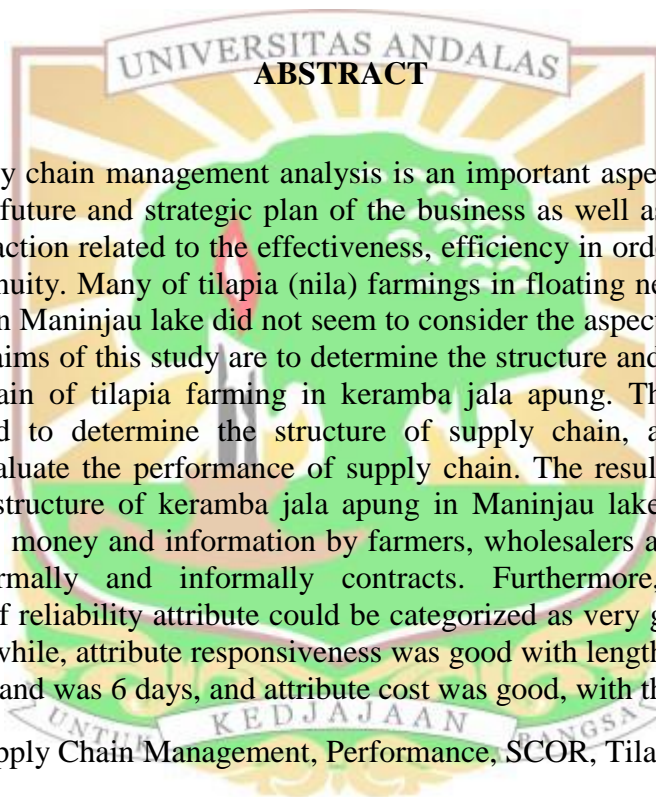 UNIVERSITAS ANDALAS
ABSTRACT
y chain management analysis is an important aspe
future and strategic plan of the business as well as
action related to the effectiveness, efficiency in orde
nuity. Many of tilapia (nila) farmings in floating ne
n Maninjau lake did not seem to consider the aspect
aims of this study are to determine the structure and
ain of tilapia farming in keramba jala apung. Th
d to determine the structure of supply chain, a
aluate the performance of supply chain. The result
structure of keramba jala apung in Maninjau lake
money and information by farmers, wholesalers a
rmally and informally contracts. Furthermore,
f reliability attribute could be categorized as very g
while, attribute responsiveness was good with length
and was 6 days, and attribute cost was good, with th
UNTUK KEDJAJAAN BANGSA
pply Chain Management, Performance, SCOR, Tila